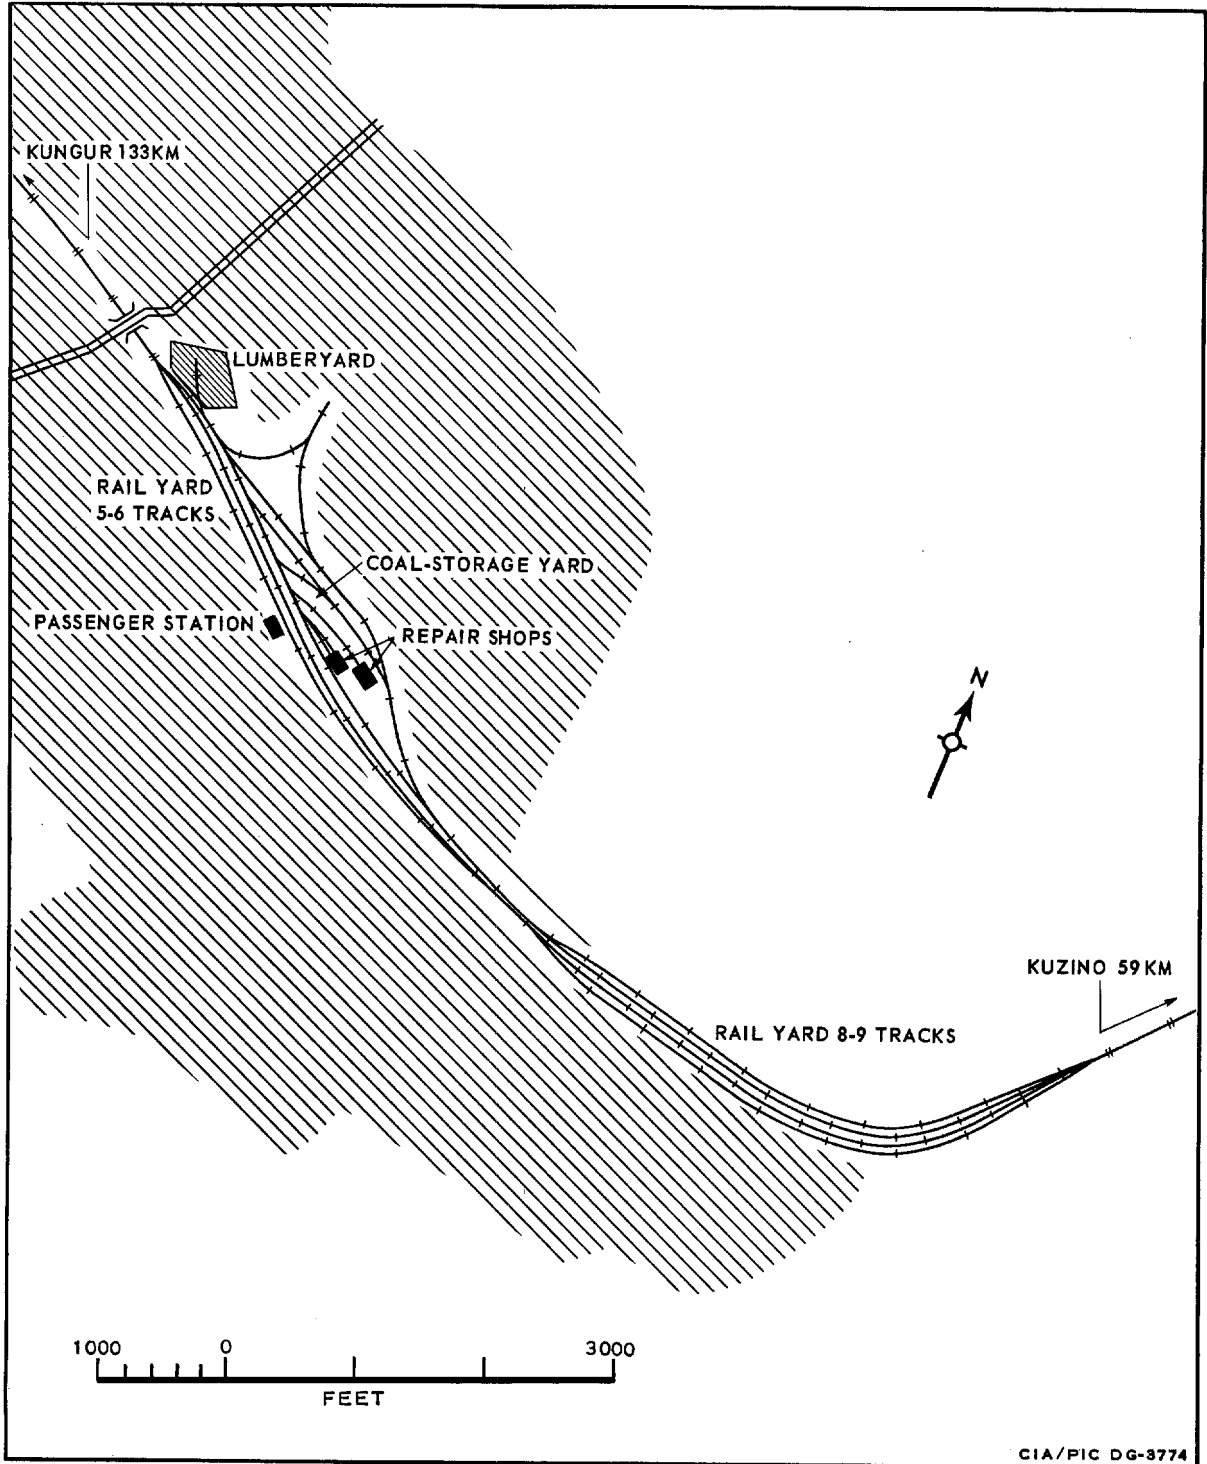 KUNGUR 133KM
LUMBERYARD
RAIL YARD
5-6 TRACKS
COAL-STORAGE YARD
PASSENGER STATION
REPAIR SHOPS
N
KUZINO 59KM
RAIL YARD 8-9 TRACKS
1000 0 3000
FEET
CIA/PIC DG-3774